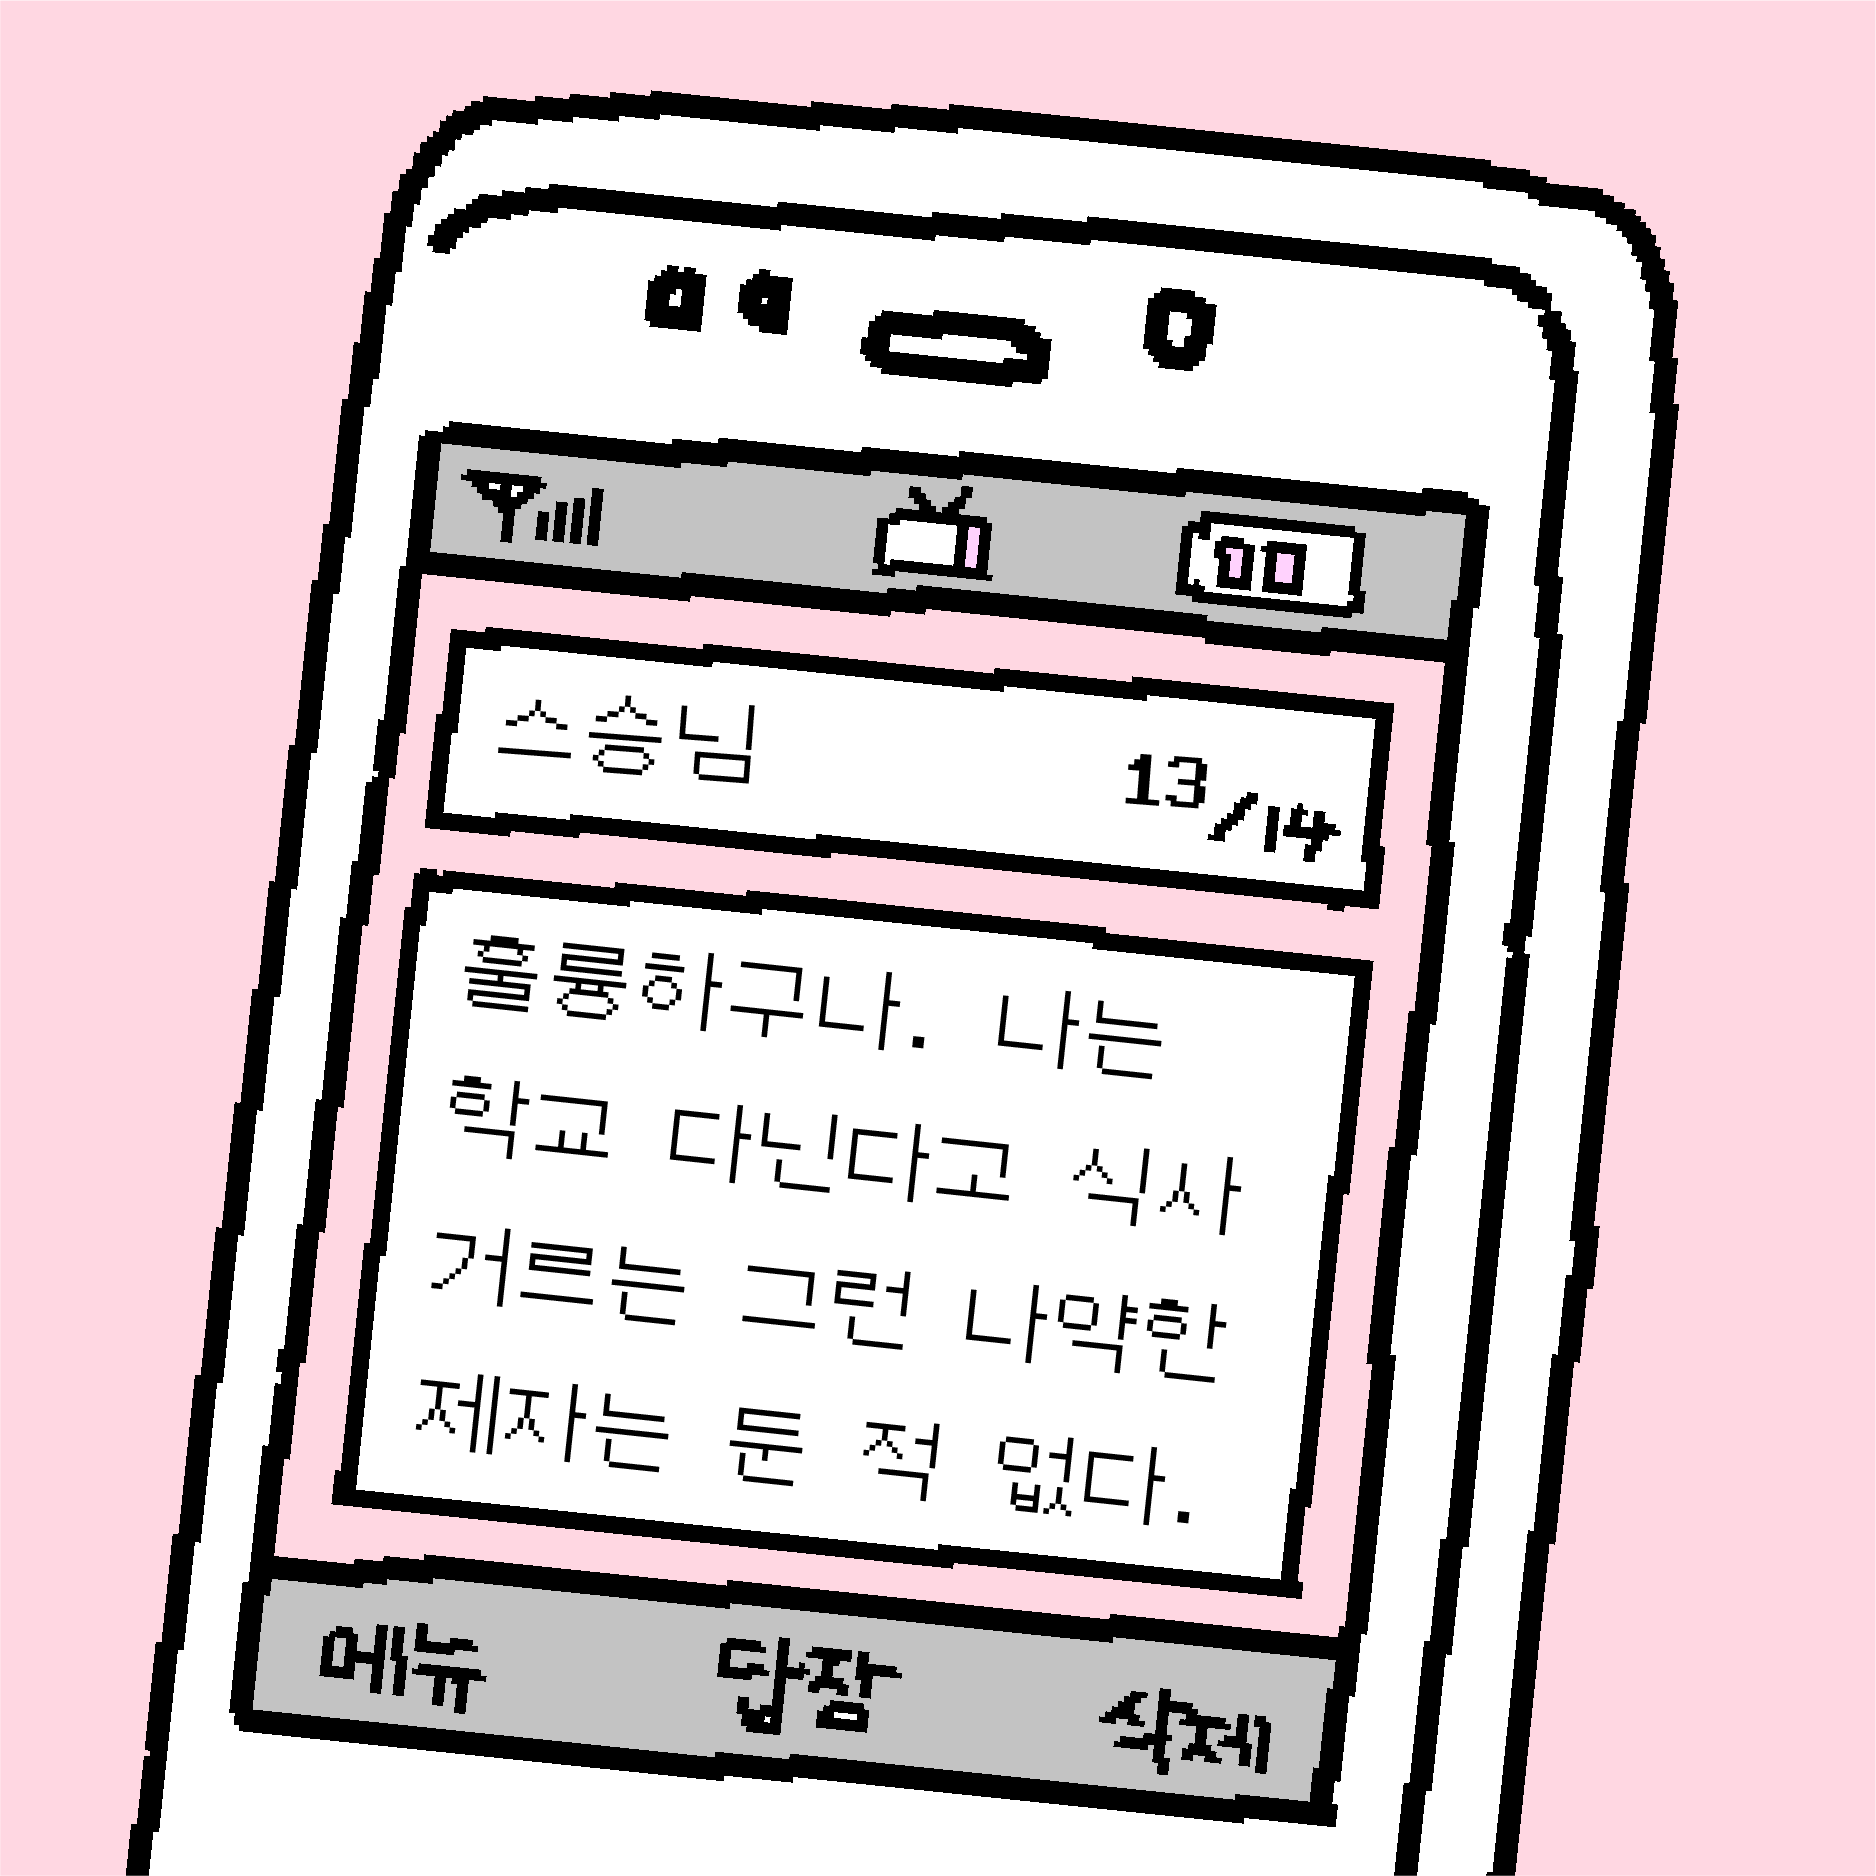 스승님
13/14
훌륭하구나. 나는
학교 다닌다고 식사
거르는 그런 나약한
제자는 둔 적 없다.
메뉴 답장 삭제